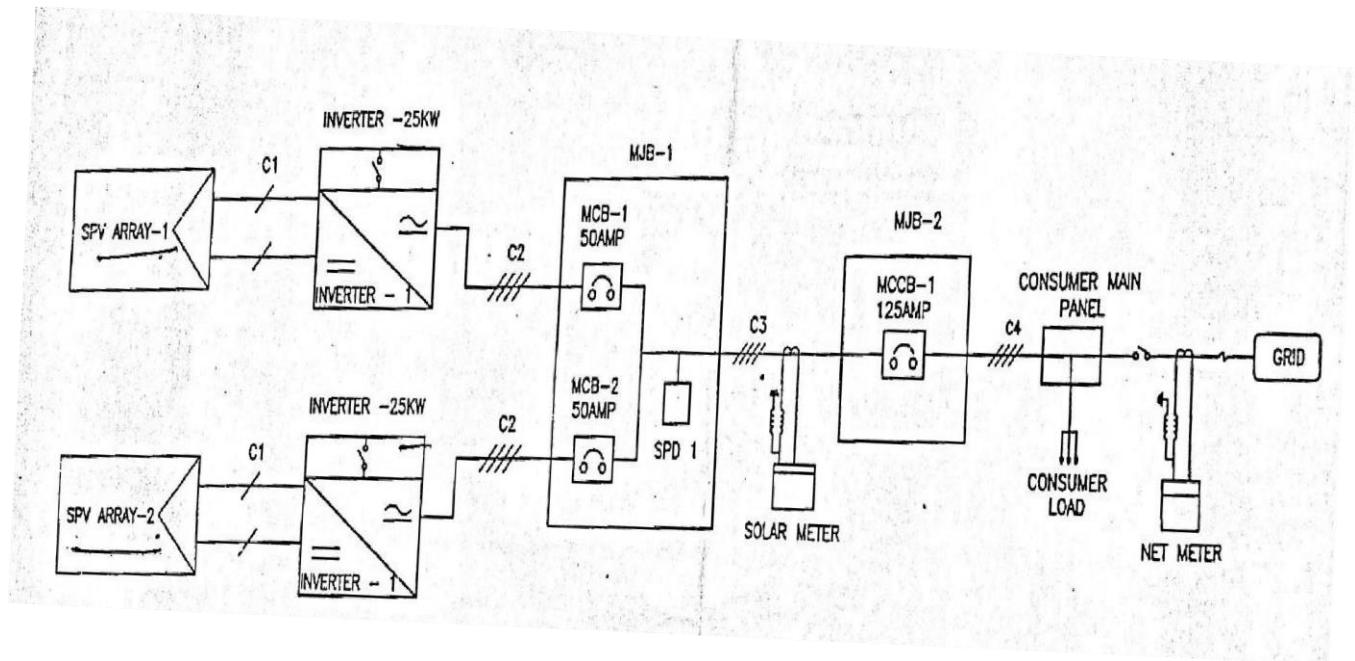 INVERTER -25KW
C1
SPV ARRAY-1
INVERTER - 1
C2
MJB-1
MCB-1
50AMP
MCB-2
50AMP
SPD 1
C3
SOLAR METER
MJB-2
MCCB-1
125AMP
C4
CONSUMER MAIN
PANEL
CONSUMER
LOAD
NET METER
GRID
INVERTER -25KW
C1
SPV ARRAY-2
INVERTER - 1
C2